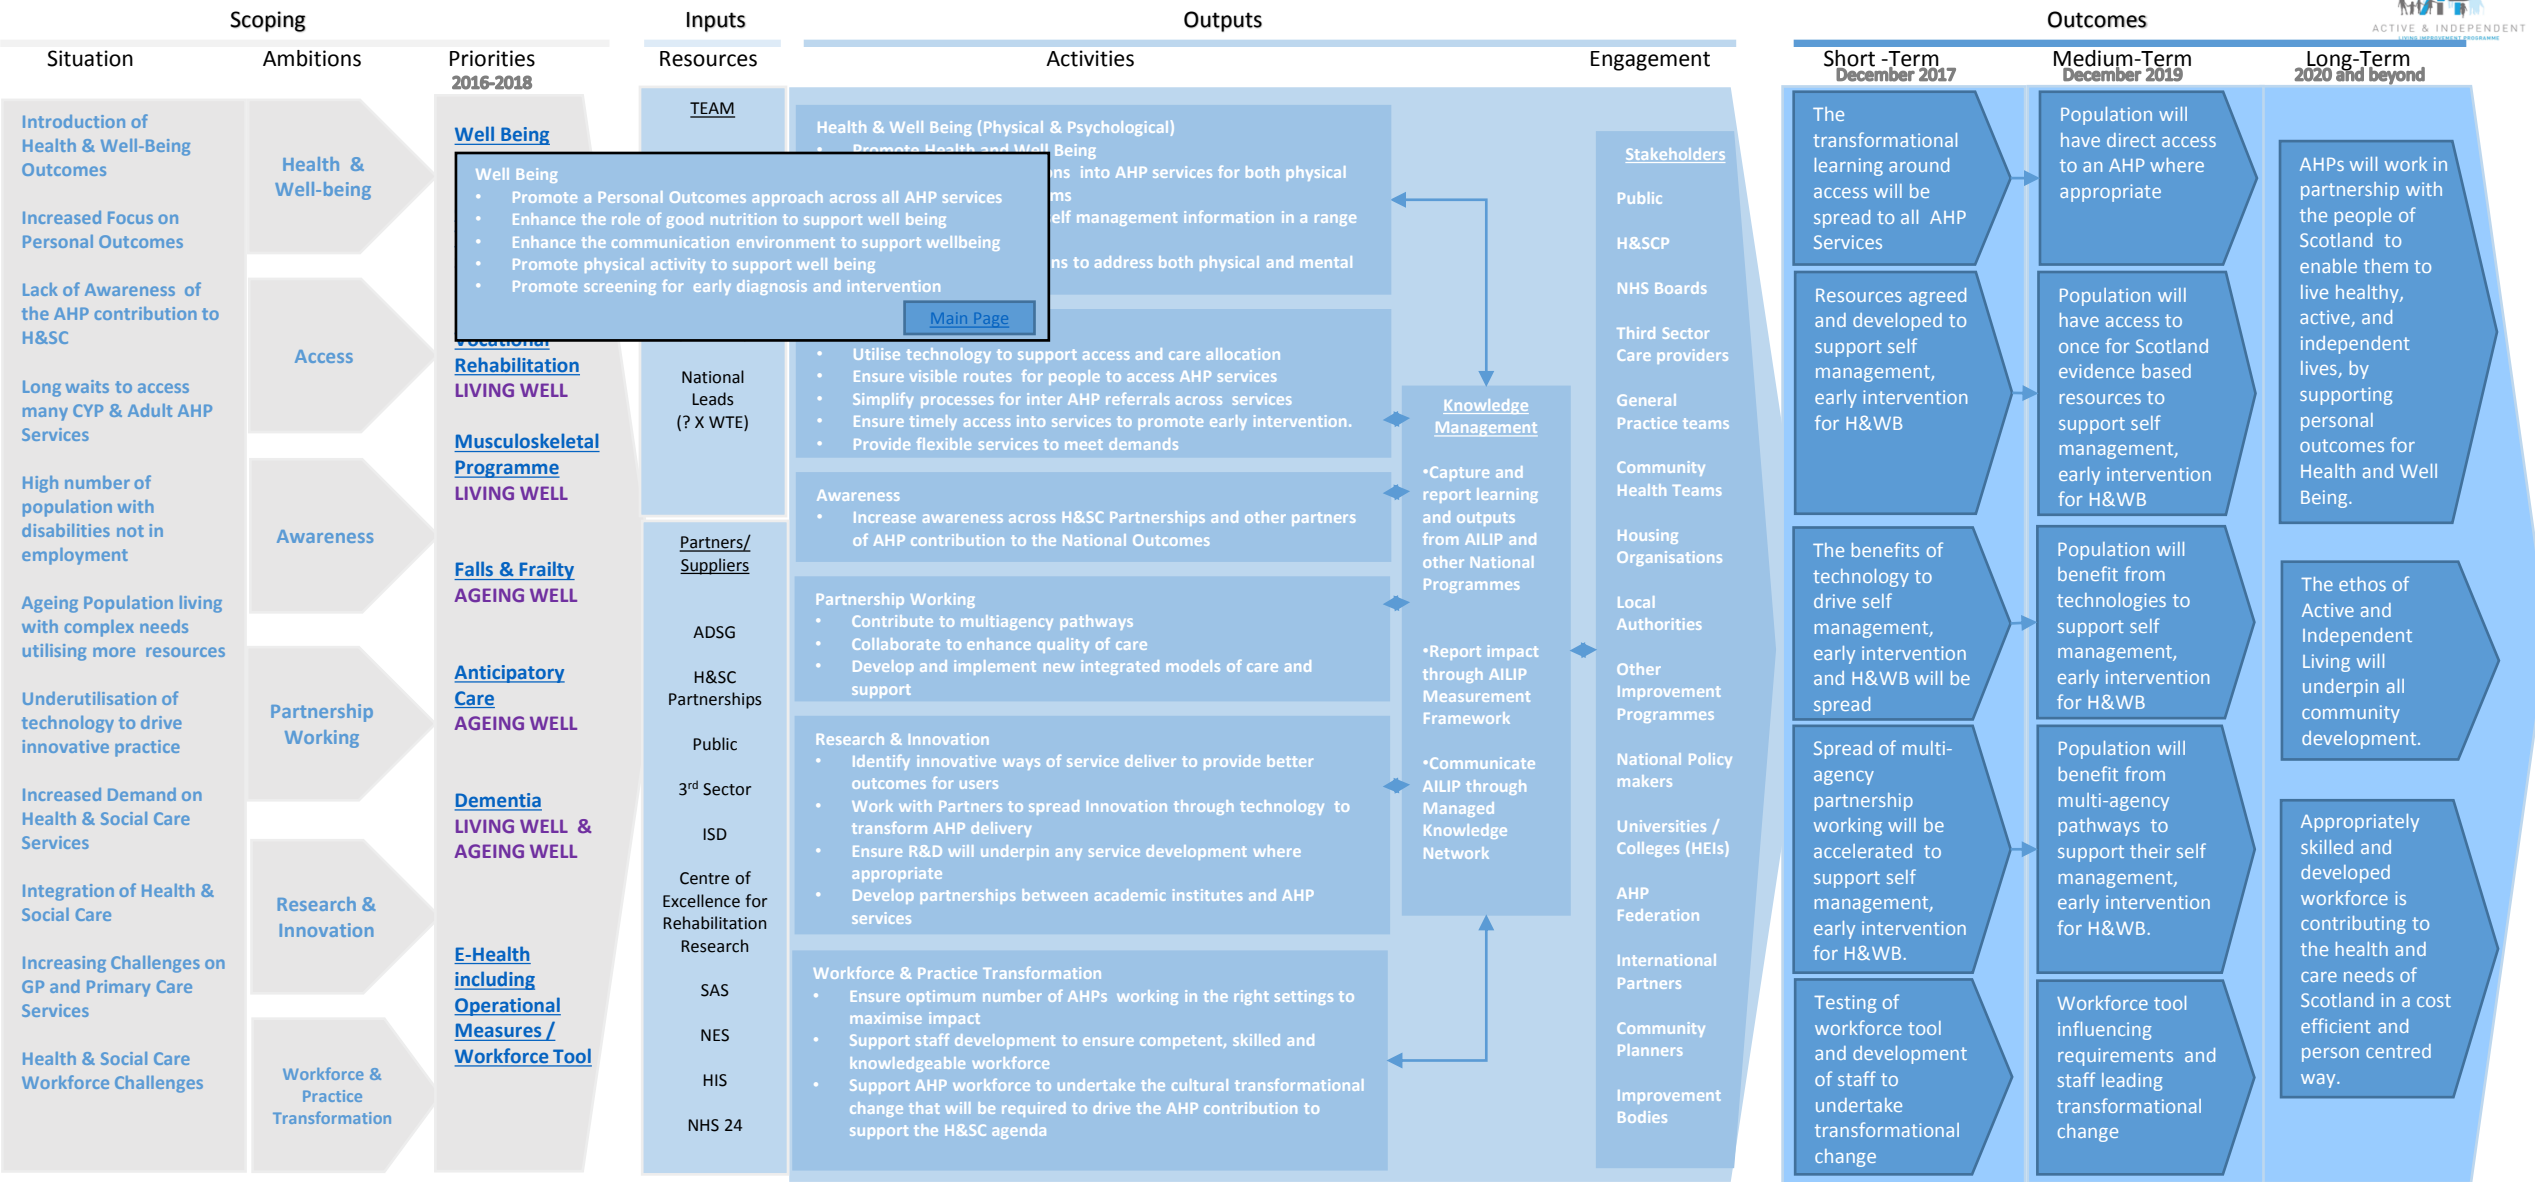 Scoping
Inputs
Outputs
Outcomes
ACTIVE & INDEPENDENT
LIVING IMPROVEMENT PROGRAMME
Situation
Ambitions
Priorities
2016-2018
Resources
Activities
Engagement
Short -Term
December 2017
Medium-Term
December 2019
Long-Term
2020 and beyond
Introduction of
Health & Well-Being
Outcomes
Increased Focus on
Personal Outcomes
Lack of Awareness of
the AHP contribution to
H&SC
Long waits to access
many CYP & Adult AHP
Services
High number of
population with
disabilities not in
employment
Ageing Population living
with complex needs
utilising more resources
Underutilisation of
technology to drive
innovative practice
Increased Demand on
Health & Social Care
Services
Integration of Health &
Social Care
Increasing Challenges on
GP and Primary Care
Services
Health & Social Care
Workforce Challenges
Health &
Well-being
Access
Awareness
Partnership
Working
Research &
Innovation
Workforce &
Practice
Transformation
Well Being
Vocational
Rehabilitation
LIVING WELL
Musculoskeletal
Programme
LIVING WELL
Falls & Frailty
AGEING WELL
Anticipatory
Care
AGEING WELL
Dementia
LIVING WELL &
AGEING WELL
E-Health
including
Operational
Measures /
Workforce Tool
Well Being
• Promote a Personal Outcomes approach across all AHP services
• Enhance the role of good nutrition to support well being
• Enhance the communication environment to support wellbeing
• Promote physical activity to support well being
• Promote screening for early diagnosis and intervention
Main Page
TEAM
National
Leads
(? X WTE)
Partners/
Suppliers
ADSG
H&SC
Partnerships
Public
3rd Sector
ISD
Centre of
Excellence for
Rehabilitation
Research
SAS
NES
HIS
NHS 24
Health & Well Being (Physical & Psychological)
• Promote Health and Well Being
into AHP services for both physical
self management information in a range
to address both physical and mental
• Utilise technology to support access and care allocation
• Ensure visible routes for people to access AHP services
• Simplify processes for inter AHP referrals across services
• Ensure timely access into services to promote early intervention.
• Provide flexible services to meet demands
Awareness
• Increase awareness across H&SC Partnerships and other partners
of AHP contribution to the National Outcomes
Partnership Working
• Contribute to multiagency pathways
• Collaborate to enhance quality of care
• Develop and implement new integrated models of care and
support
Research & Innovation
• Identify innovative ways of service deliver to provide better
outcomes for users
• Work with Partners to spread Innovation through technology to
transform AHP delivery
• Ensure R&D will underpin any service development where
appropriate
• Develop partnerships between academic institutes and AHP
services
Workforce & Practice Transformation
• Ensure optimum number of AHPs working in the right settings to
maximise impact
• Support staff development to ensure competent, skilled and
knowledgeable workforce
• Support AHP workforce to undertake the cultural transformational
change that will be required to drive the AHP contribution to
support the H&SC agenda
Knowledge
Management
•Capture and
report learning
and outputs
from AILIP and
other National
Programmes
•Report impact
through AILIP
Measurement
Framework
•Communicate
AILIP through
Managed
Knowledge
Network
Stakeholders
Public
H&SCP
NHS Boards
Third Sector
Care providers
General
Practice teams
Community
Health Teams
Housing
Organisations
Local
Authorities
Other
Improvement
Programmes
National Policy
makers
Universities /
Colleges (HEIs)
AHP
Federation
International
Partners
Community
Planners
Improvement
Bodies
The
transformational
learning around
access will be
spread to all AHP
Services
Resources agreed
and developed to
support self
management,
early intervention
for H&WB
The benefits of
technology to
drive self
management,
early intervention
and H&WB will be
spread
Spread of multi-
agency
partnership
working will be
accelerated to
support self
management,
early intervention
for H&WB.
Testing of
workforce tool
and development
of staff to
undertake
transformational
change
Population will
have direct access
to an AHP where
appropriate
Population will
have access to
once for Scotland
evidence based
resources to
support self
management,
early intervention
for H&WB
Population will
benefit from
technologies to
support self
management,
early intervention
for H&WB
Population will
benefit from
multi-agency
pathways to
support their self
management,
early intervention
for H&WB.
Workforce tool
influencing
requirements and
staff leading
transformational
change
AHPs will work in
partnership with
the people of
Scotland to
enable them to
live healthy,
active, and
independent
lives, by
supporting
personal
outcomes for
Health and Well
Being.
The ethos of
Active and
Independent
Living will
underpin all
community
development.
Appropriately
skilled and
developed
workforce is
contributing to
the health and
care needs of
Scotland in a cost
efficient and
person centred
way.